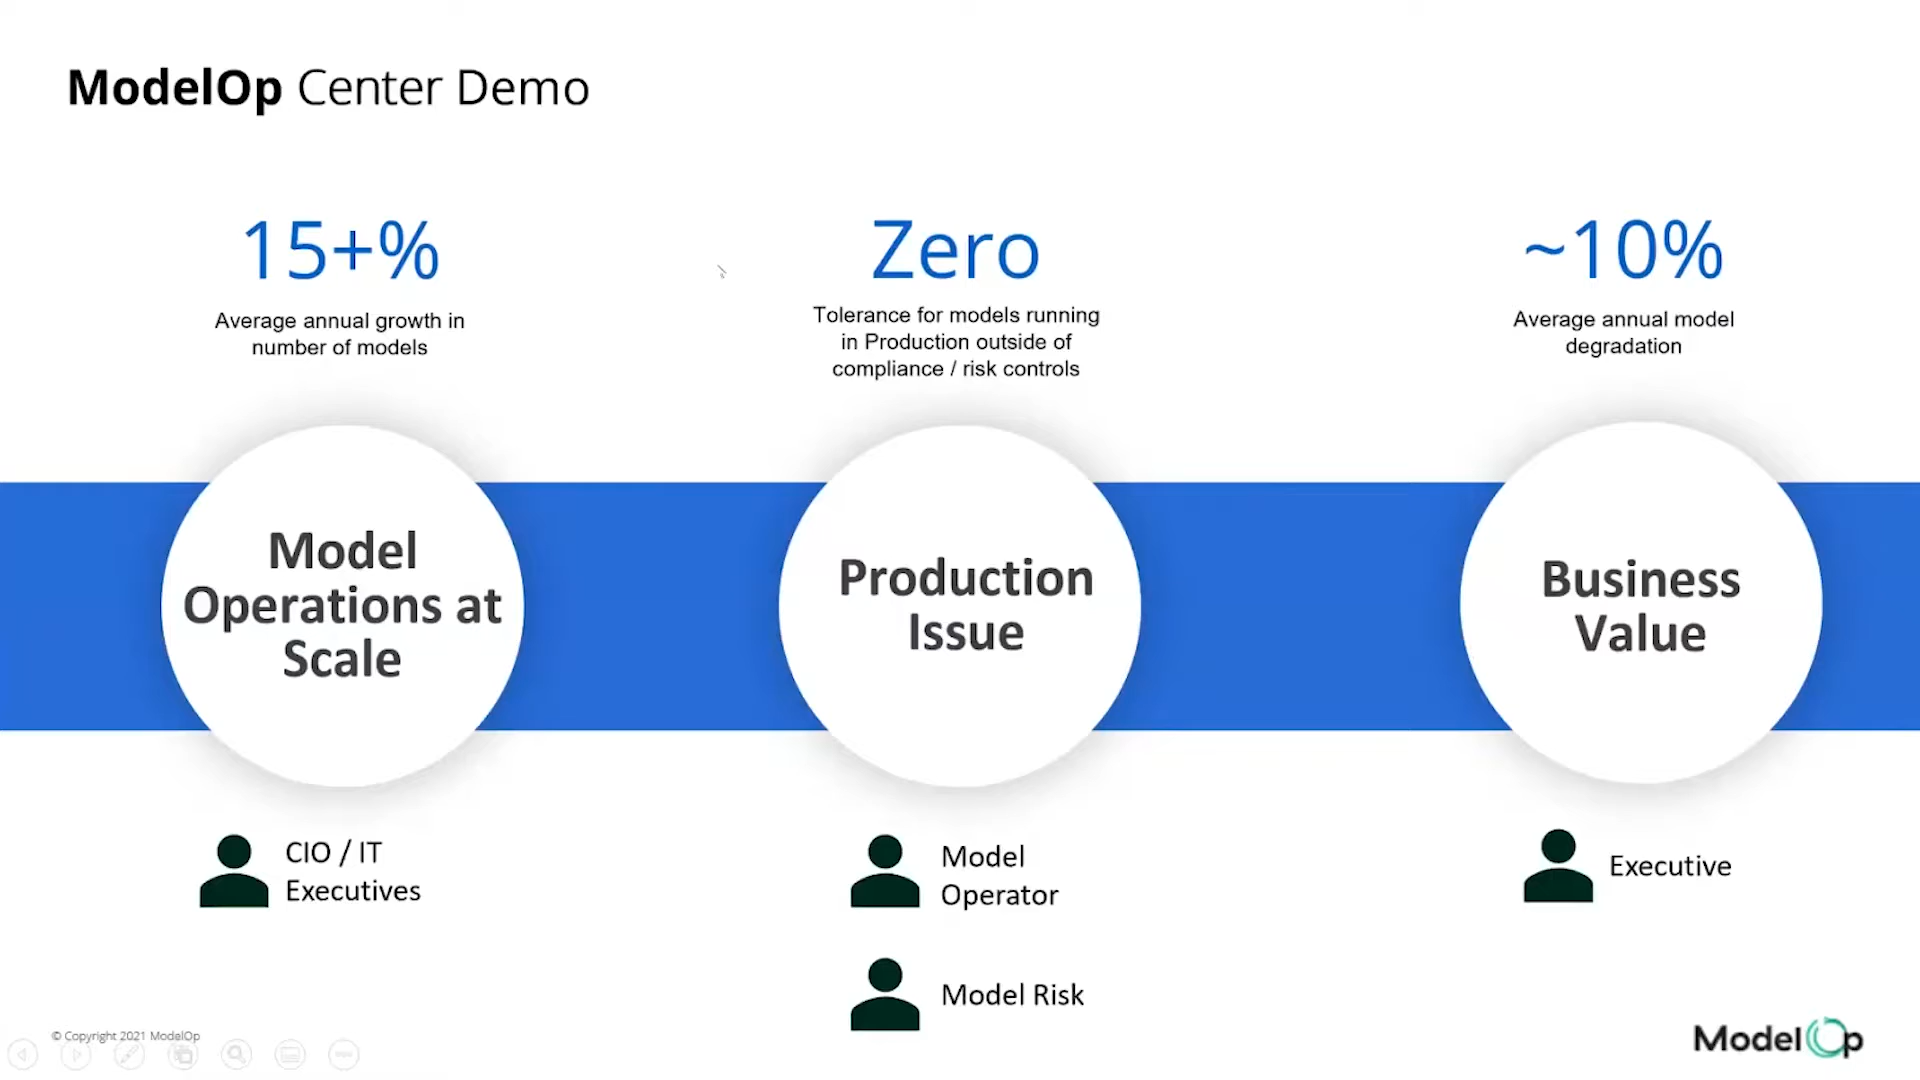 ModelOp Center Demo
15+%
Average annual growth in
number of models
Zero
Tolerance for models running
in Production outside of
compliance / risk controls
~10%
Average annual model
degradation
Model
Operations at
Scale
Production
Issue
Business
Value
CIO / IT
Executives
Model
Operator
Model Risk
Executive
© Copyright 2021 ModelOp
ModelOp